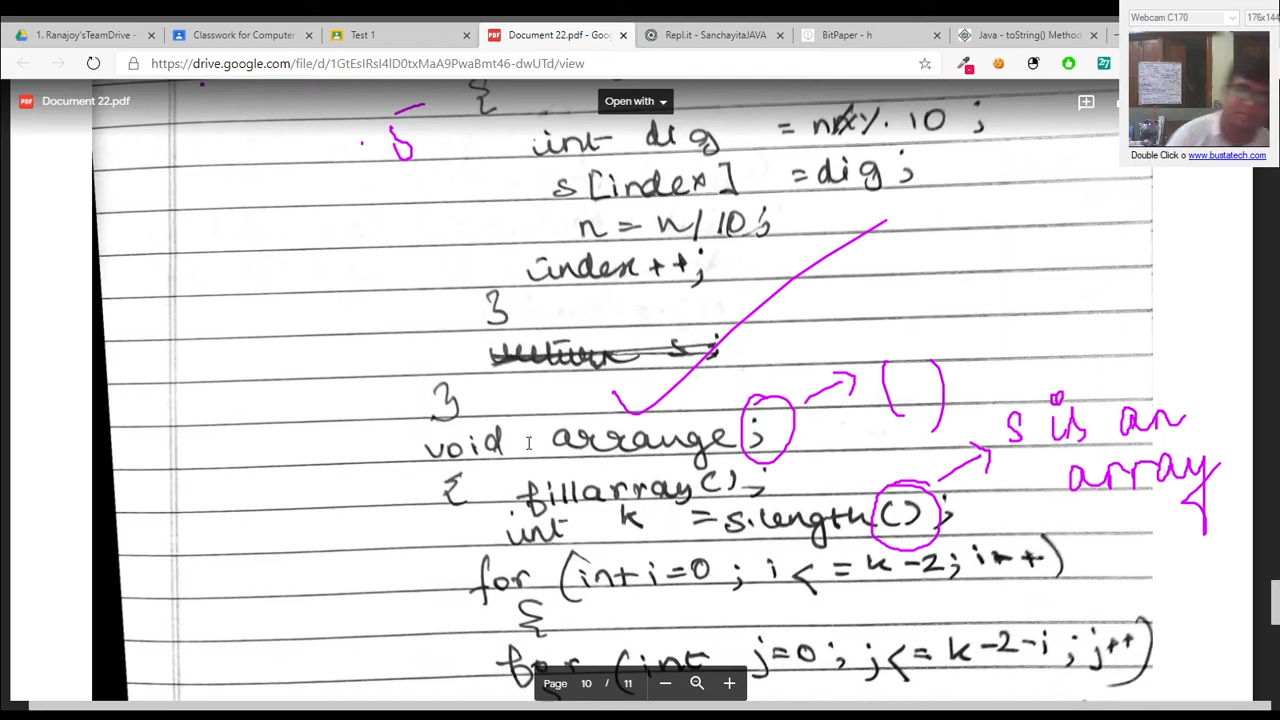 Webcam C170
176x144
1. Ranajoy'sTeamDrive -
Classwork for Computer
Test 1
Document 22.pdf - Goo
Repl.it - SanchayitaJAVA
BitPaper - h
Java - toString() Method
https://drive.google.com/file/d/1GtEsIRsl4lD0txMaA9PwaBmt46-dwUTd/view
27
Document 22.pdf
Open with
Double Click o www.bustatech.com
{
int dig = n % 10 ;
s[index] = dig ;
n = n/10;
index++;
}
return s ;
}
void arrange ; → ( )
{ fillarray();
int k = s.length(); → s is an array
for (int i=0 ; i <= k-2; i++)
{
for (int j=0 ; j <= k-2-i ; j++)
Page 10 / 11